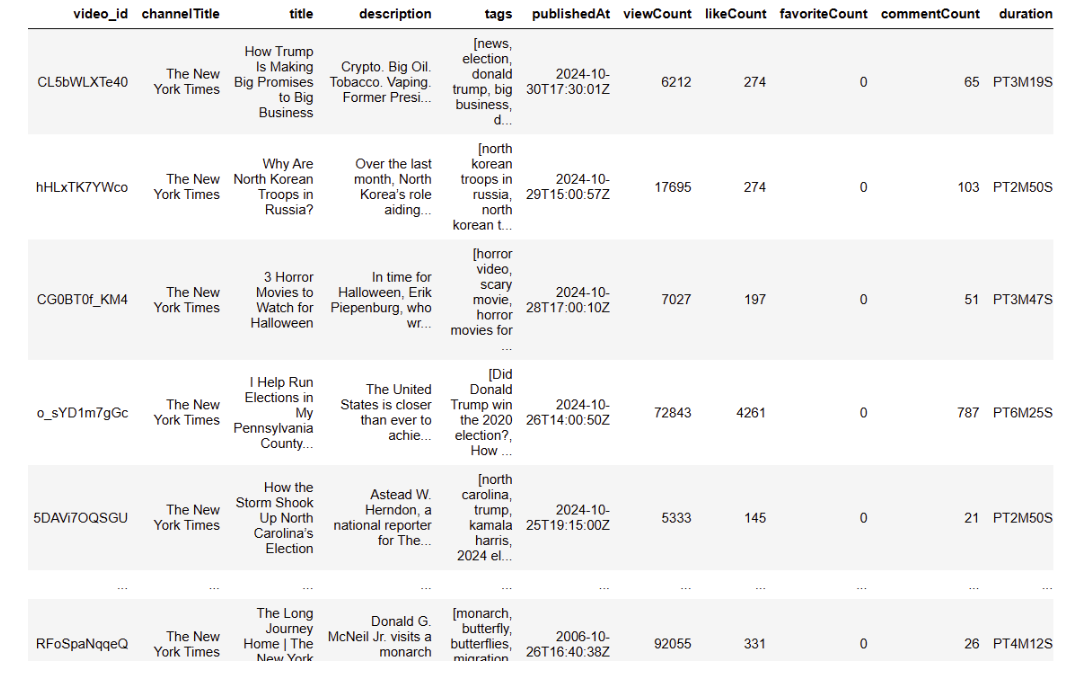 video_id channelTitle title description tags publishedAt viewCount likeCount favoriteCount commentCount duration
CL5bWLXTe40
The New
York Times
How Trump
Is Making
Big Promises
to Big
Business
Crypto. Big Oil.
Tobacco. Vaping.
Former Presi...
[news,
election,
donald
trump, big
business,
d...
2024-10-
30T17:30:01Z
6212
274
0
65
PT3M19S
hHLxTK7YWco
The New
York Times
Why Are
North Korean
Troops in
Russia?
Over the last
month, North
Korea’s role
aiding...
[north
korean
troops in
russia,
north
korean t...
2024-10-
29T15:00:57Z
17695
274
0
103
PT2M50S
CG0BT0f_KM4
The New
York Times
3 Horror
Movies to
Watch for
Halloween
In time for
Halloween, Erik
Piepenburg, who
wr...
[horror
video,
scary
movie,
horror
movies for
...
2024-10-
28T17:00:10Z
7027
197
0
51
PT3M47S
o_sYD1m7gGc
The New
York Times
I Help Run
Elections in
My
Pennsylvania
County...
The United
States is closer
than ever to
achie...
[Did
Donald
Trump win
the 2020
election?,
How ...
2024-10-
26T14:00:50Z
72843
4261
0
787
PT6M25S
5DAVi7OQSGU
The New
York Times
How the
Storm Shook
Up North
Carolina’s
Election
Astead W.
Herndon, a
national reporter
for The...
[north
carolina,
trump,
kamala
harris,
2024 el...
2024-10-
25T19:15:00Z
5333
145
0
21
PT2M50S
... ... ... ... ... ... ... ... ... ... ...
RFoSpaNqqeQ
The New
York Times
The Long
Journey
Home | The
New York
Donald G.
McNeil Jr. visits a
monarch
[monarch,
butterfly,
butterflies,
migration,
2006-10-
26T16:40:38Z
92055
331
0
26
PT4M12S